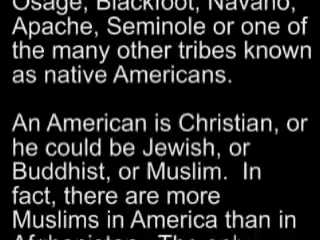 Osage, Blackfoot, Navaho,
Apache, Seminole or one of
the many other tribes known
as native Americans.
An American is Christian, or
he could be Jewish, or
Buddhist, or Muslim. In
fact, there are more
Muslims in America than in
Afghanistan. The only